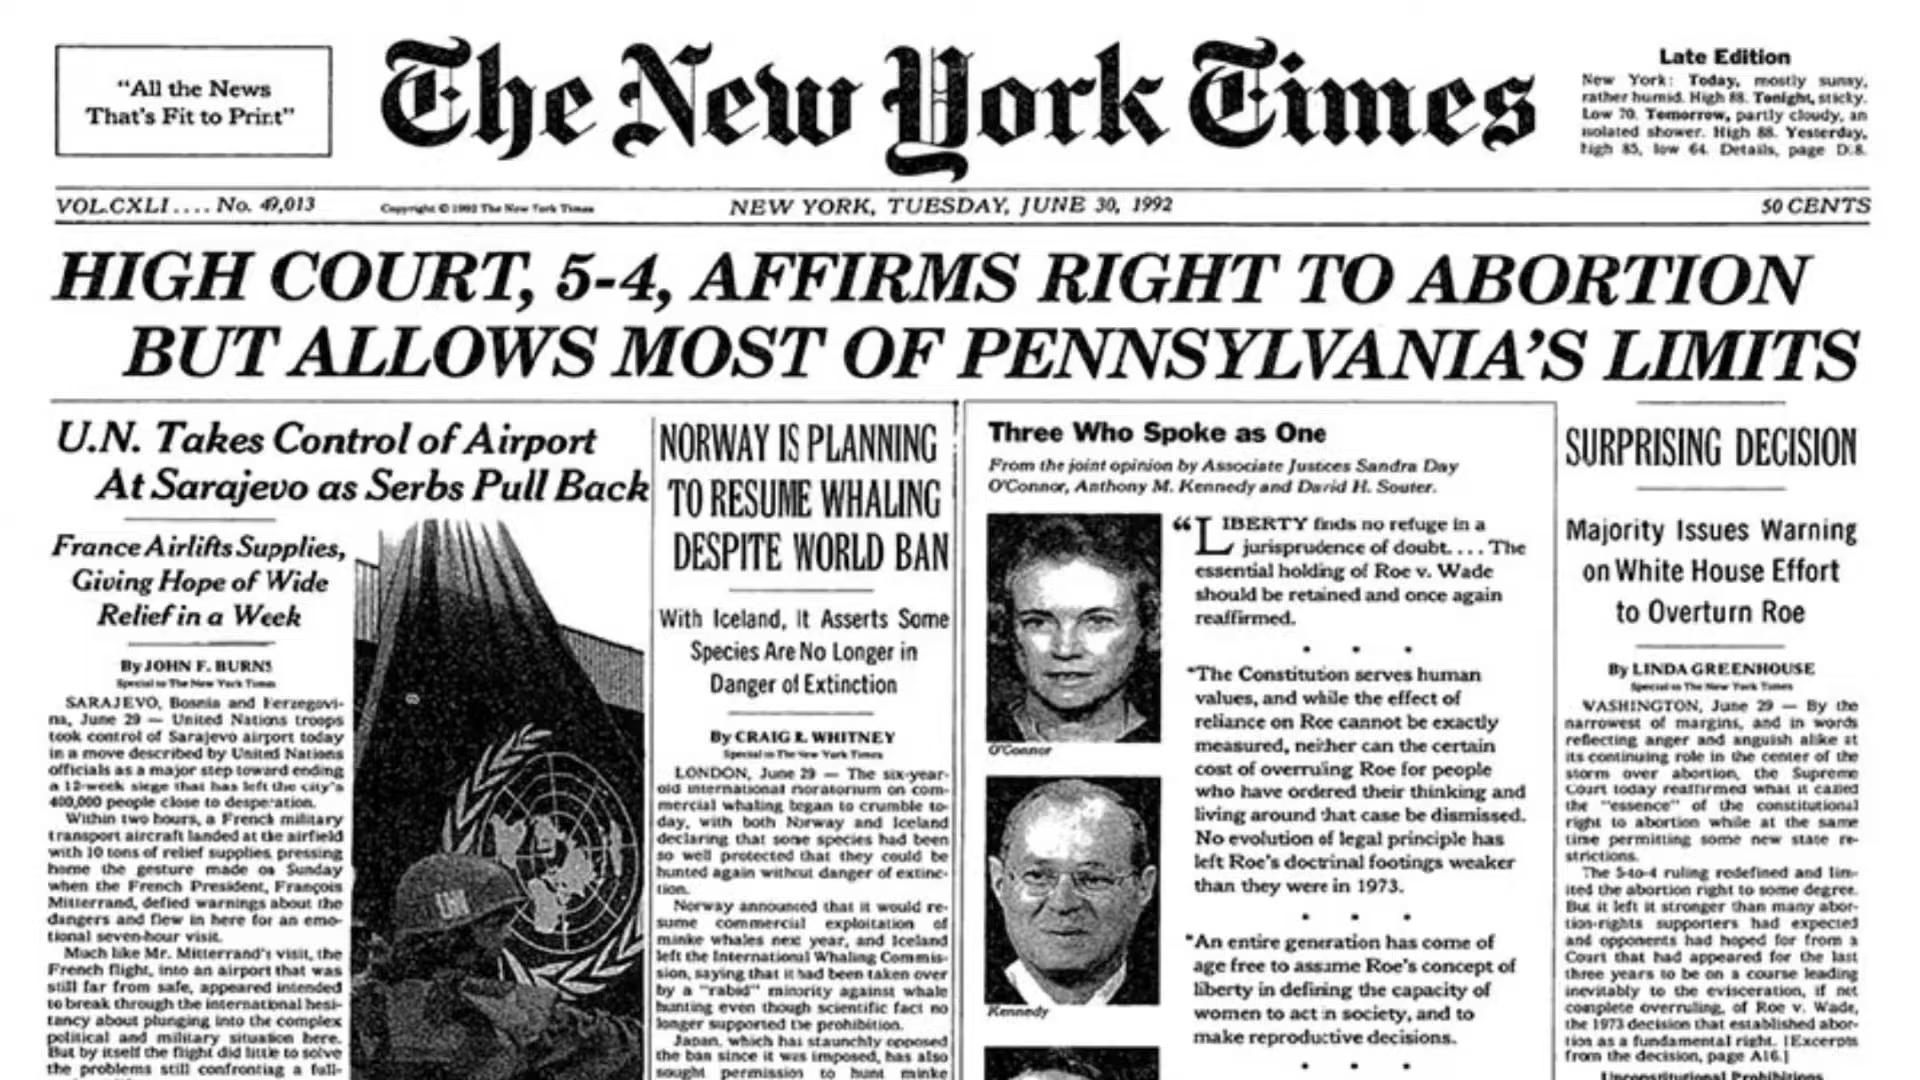 "All the News
That's Fit to Print"
The New York Times
Late Edition
New York: Today, mostly sunny,
rather humid. High 88. Tonight, sticky.
Low 70. Tomorrow, partly cloudy, an
isolated shower. High 88. Yesterday,
high 85, low 64. Details, page D18.
VOL.CXLI.... No. 49,013
Copyright © 1992 The New York Times
NEW YORK, TUESDAY, JUNE 30, 1992
50 CENTS
HIGH COURT, 5-4, AFFIRMS RIGHT TO ABORTION
BUT ALLOWS MOST OF PENNSYLVANIA'S LIMITS
U.N. Takes Control of Airport
At Sarajevo as Serbs Pull Back
France Airlifts Supplies,
Giving Hope of Wide
Relief in a Week
By JOHN F. BURNS
Special to The New York Times
SARAJEVO, Bosnia and Herzegovi-
na, June 29 — United Nations troops
took control of Sarajevo airport today
in a move described by United Nations
officials as a major step toward ending
a 12-week siege that has left the city's
400,000 people close to desperation.
Within two hours, a French military
transport aircraft landed at the airfield
with 10 tons of relief supplies, pressing
home the gesture made on Sunday
when the French President, François
Mitterrand, defied warnings about the
dangers and flew in here for an emo-
tional seven-hour visit.
Much like Mr. Mitterrand's visit, the
French flight, into an airport that was
still far from safe, appeared intended
to break through the international hesi-
tancy about plunging into the complex
political and military situation here.
But by itself the flight did little to solve
the problems still confronting a full-
UN
NORWAY IS PLANNING
TO RESUME WHALING
DESPITE WORLD BAN
With Iceland, It Asserts Some
Species Are No Longer in
Danger of Extinction
By CRAIG R. WHITNEY
Special to The New York Times
LONDON, June 29 — The six-year-
old international moratorium on com-
mercial whaling began to crumble to-
day, with both Norway and Iceland
declaring that some species had been
so well protected that they could be
hunted again without danger of extinc-
tion.
Norway announced that it would re-
sume commercial exploitation of
minke whales next year, and Iceland
left the International Whaling Commis-
sion, saying that it had been taken over
by a "rabid" minority against whale
hunting even though scientific fact no
longer supported the prohibition.
Japan, which has staunchly opposed
the ban since it was imposed, has also
sought permission to hunt minke
Three Who Spoke as One
From the joint opinion by Associate Justices Sandra Day
O'Connor, Anthony M. Kennedy and David H. Souter.
O'Connor
Kennedy
"LIBERTY finds no refuge in a
jurisprudence of doubt.... The
essential holding of Roe v. Wade
should be retained and once again
reaffirmed.
• • •
"The Constitution serves human
values, and while the effect of
reliance on Roe cannot be exactly
measured, neither can the certain
cost of overruling Roe for people
who have ordered their thinking and
living around that case be dismissed.
No evolution of legal principle has
left Roe's doctrinal footings weaker
than they were in 1973.
• • •
"An entire generation has come of
age free to assume Roe's concept of
liberty in defining the capacity of
women to act in society, and to
make reproductive decisions.
• • •
SURPRISING DECISION
Majority Issues Warning
on White House Effort
to Overturn Roe
By LINDA GREENHOUSE
Special to The New York Times
WASHINGTON, June 29 — By the
narrowest of margins, and in words
reflecting anger and anguish alike at
its continuing role in the center of the
storm over abortion, the Supreme
Court today reaffirmed what it called
the "essence" of the constitutional
right to abortion while at the same
time permitting some new state re-
strictions.
The 5-to-4 ruling redefined and lim-
ited the abortion right to some degree.
But it left it stronger than many abor-
tion-rights supporters had expected
and opponents had hoped for from a
Court that had appeared for the last
three years to be on a course leading
inevitably to the evisceration, if not
complete overruling, of Roe v. Wade,
the 1973 decision that established abor-
tion as a fundamental right. [Excerpts
from the decision, page A16.]
Unconstitutional Prohibitions